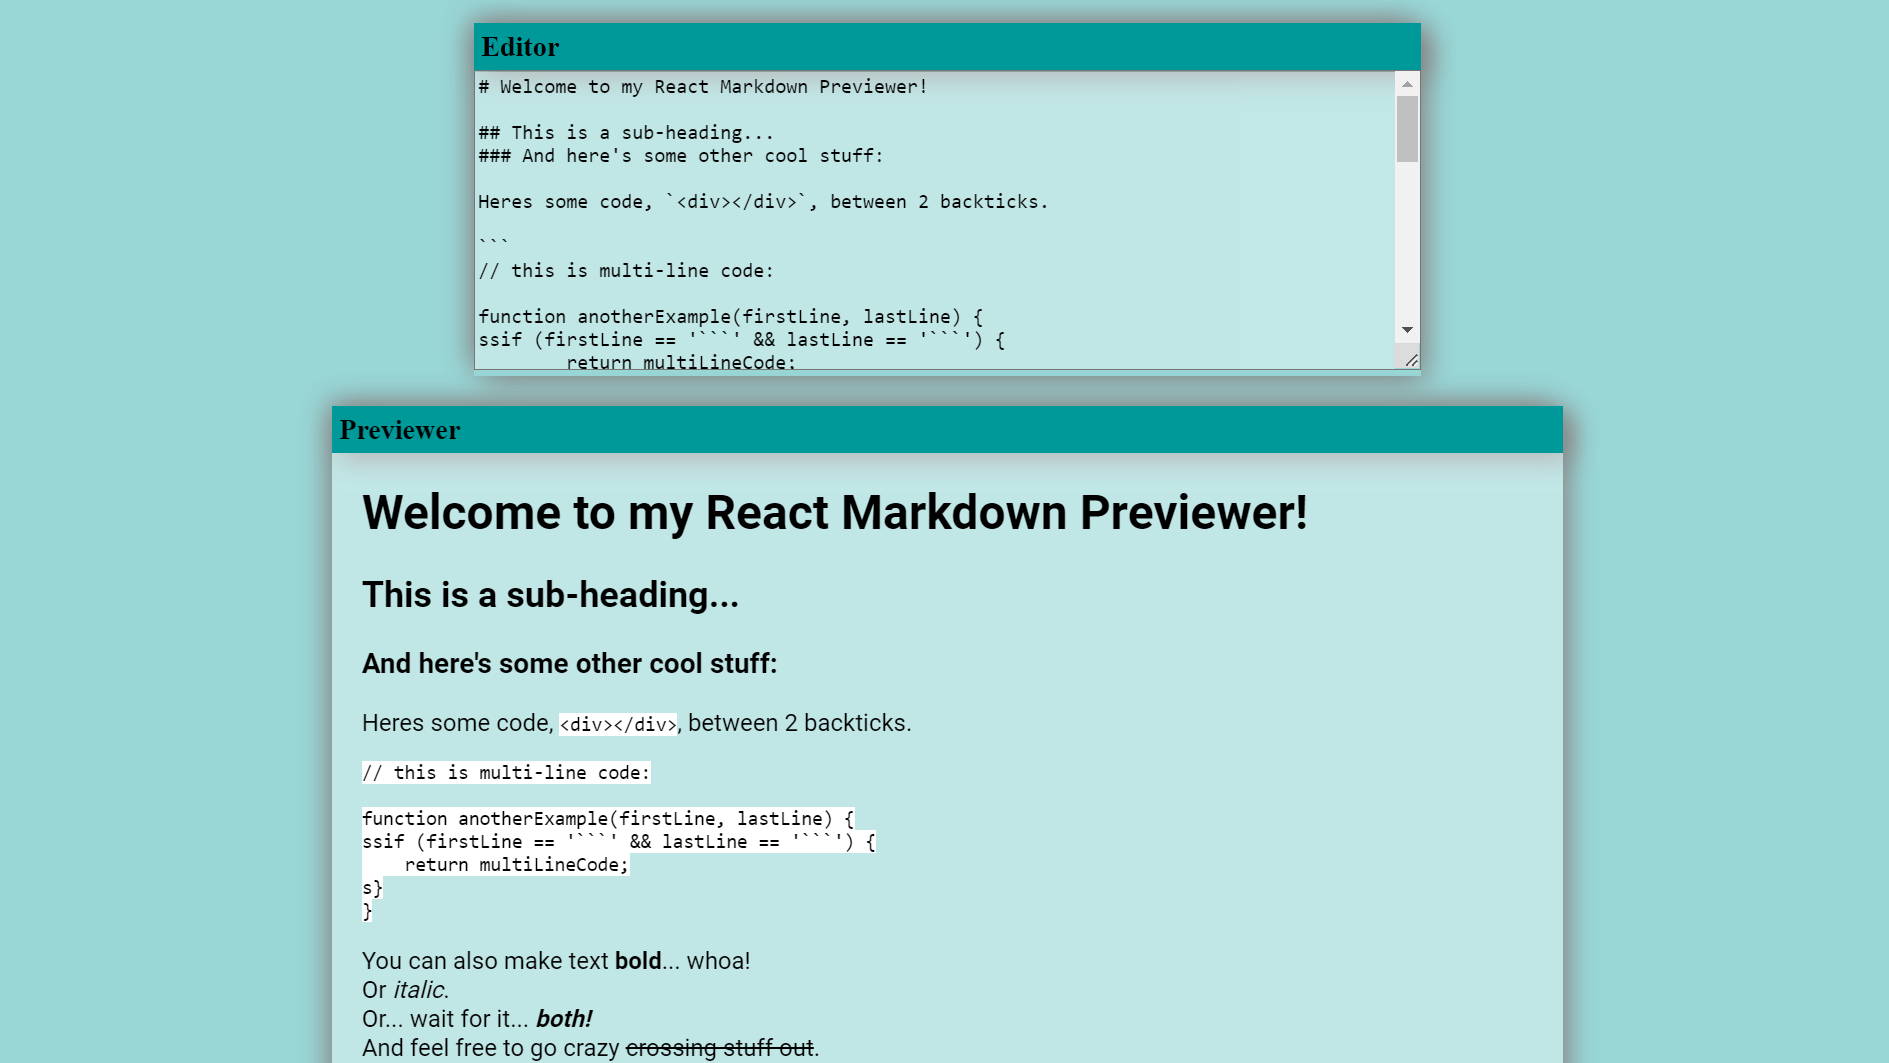 Editor
# Welcome to my React Markdown Previewer!
## This is a sub-heading...
### And here's some other cool stuff:
Heres some code, `<div></div>`, between 2 backticks.
```
// this is multi-line code:
function anotherExample(firstLine, lastLine) {
ssif (firstLine == '```' && lastLine == '```') {
return multiLineCode;
Previewer
Welcome to my React Markdown Previewer!
This is a sub-heading...
And here's some other cool stuff:
Heres some code, <div></div>, between 2 backticks.
// this is multi-line code:
function anotherExample(firstLine, lastLine) {
ssif (firstLine == '```' && lastLine == '```') {
return multiLineCode;
s}
}
You can also make text bold... whoa!
Or italic.
Or... wait for it... both!
And feel free to go crazy crossing stuff out.